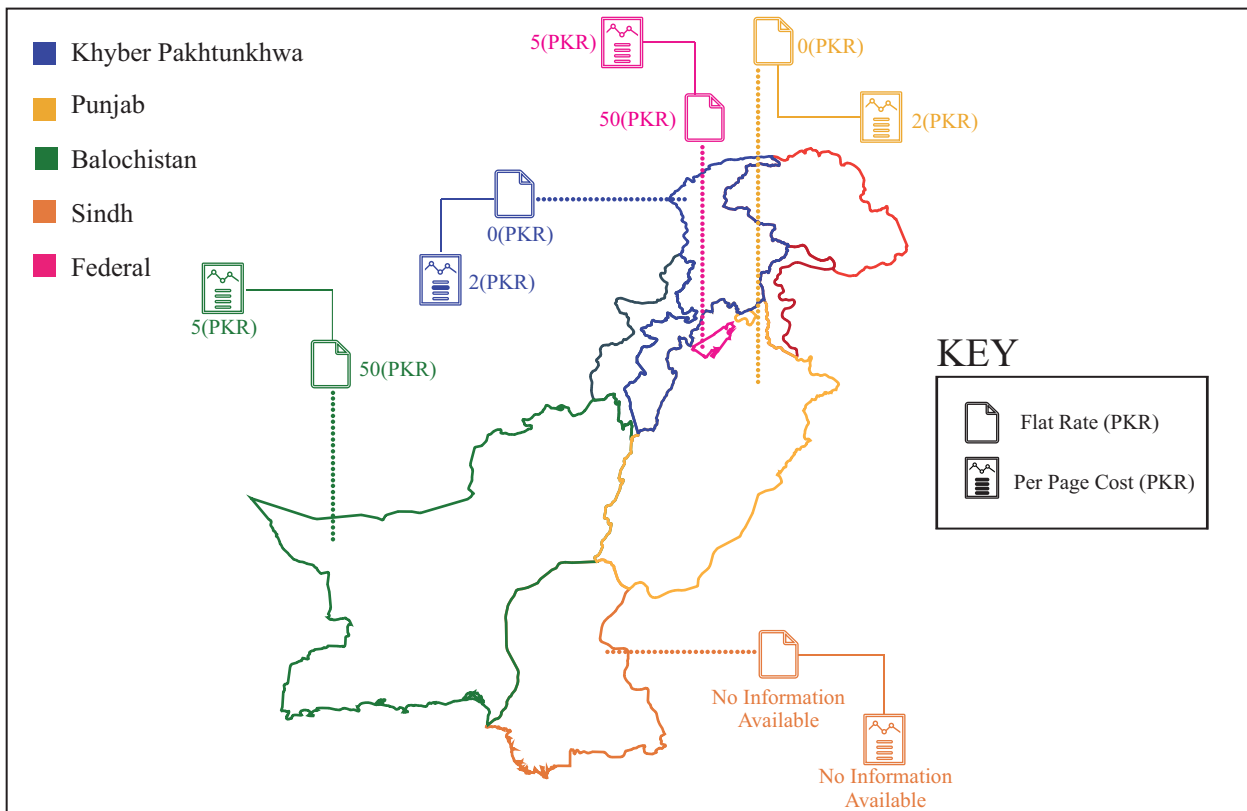 Khyber Pakhtunkhwa
Punjab
Balochistan
Sindh
Federal
5(PKR)
50(PKR)
0(PKR)
2(PKR)
0(PKR)
2(PKR)
5(PKR)
50(PKR)
KEY
Flat Rate (PKR)
Per Page Cost (PKR)
No Information
Available
No Information
Available